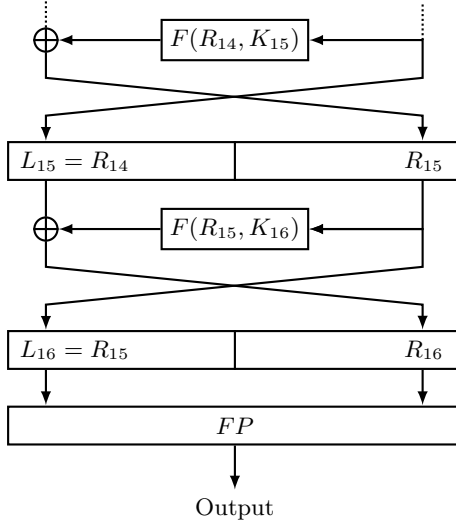 F(R₁₄, K₁₅)
L₁₅ = R₁₄ R₁₅
F(R₁₅, K₁₆)
L₁₆ = R₁₅ R₁₆
FP
Output